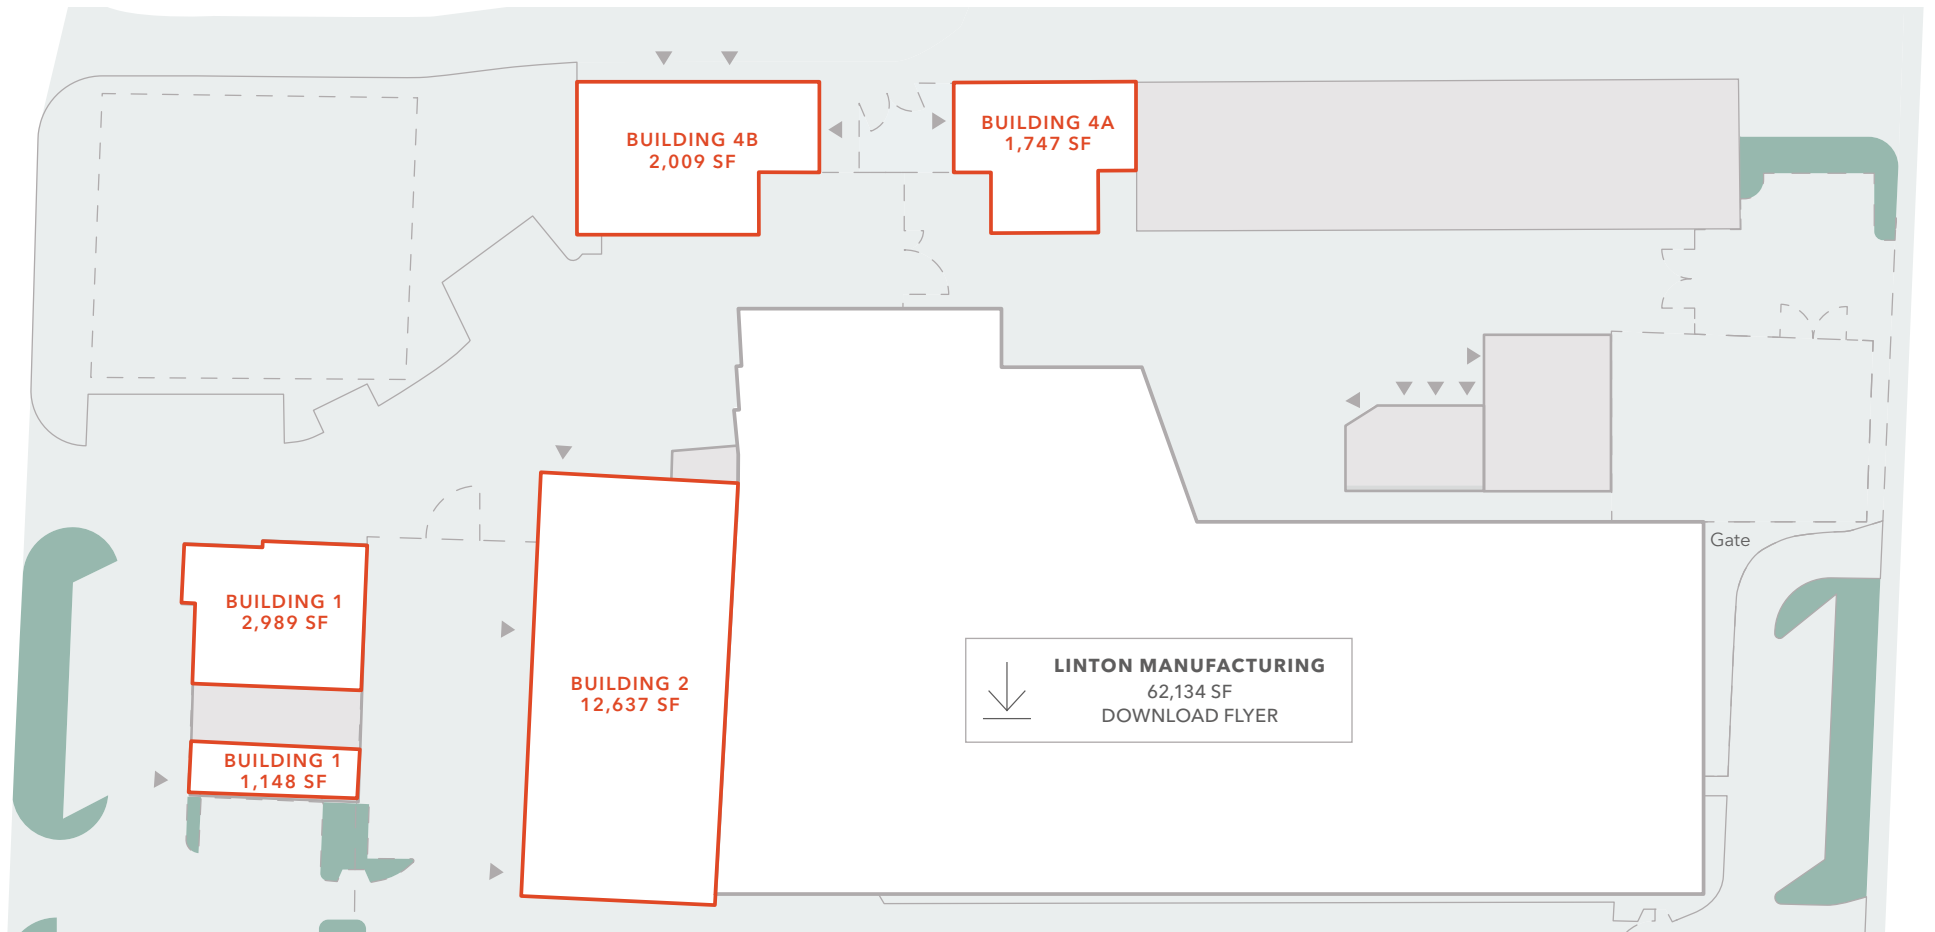 BUILDING 4B
2,009 SF
BUILDING 4A
1,747 SF
Gate
BUILDING 1
2,989 SF
BUILDING 2
12,637 SF
LINTON MANUFACTURING
62,134 SF
DOWNLOAD FLYER
BUILDING 1
1,148 SF